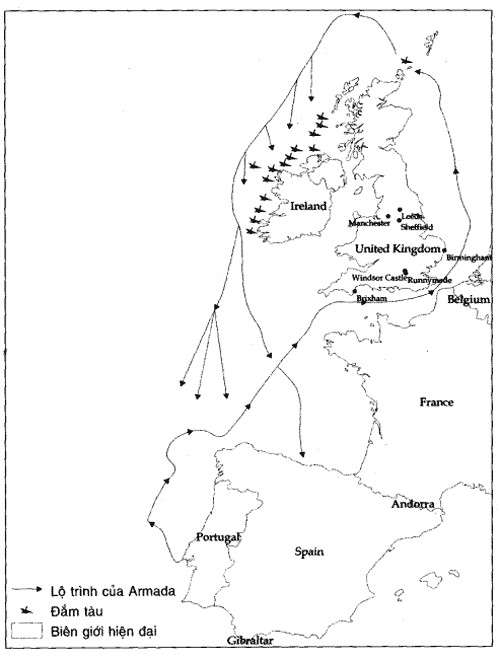 Ireland
Leeds
Manchester
Sheffield
United Kingdom
Birmingham
Windsor Castle
Runnymede
Brixham
Belgium
France
Andorra
Portugal
Spain
Lộ trình của Armada
Đắm tàu
Biên giới hiện đại
Gibraltar